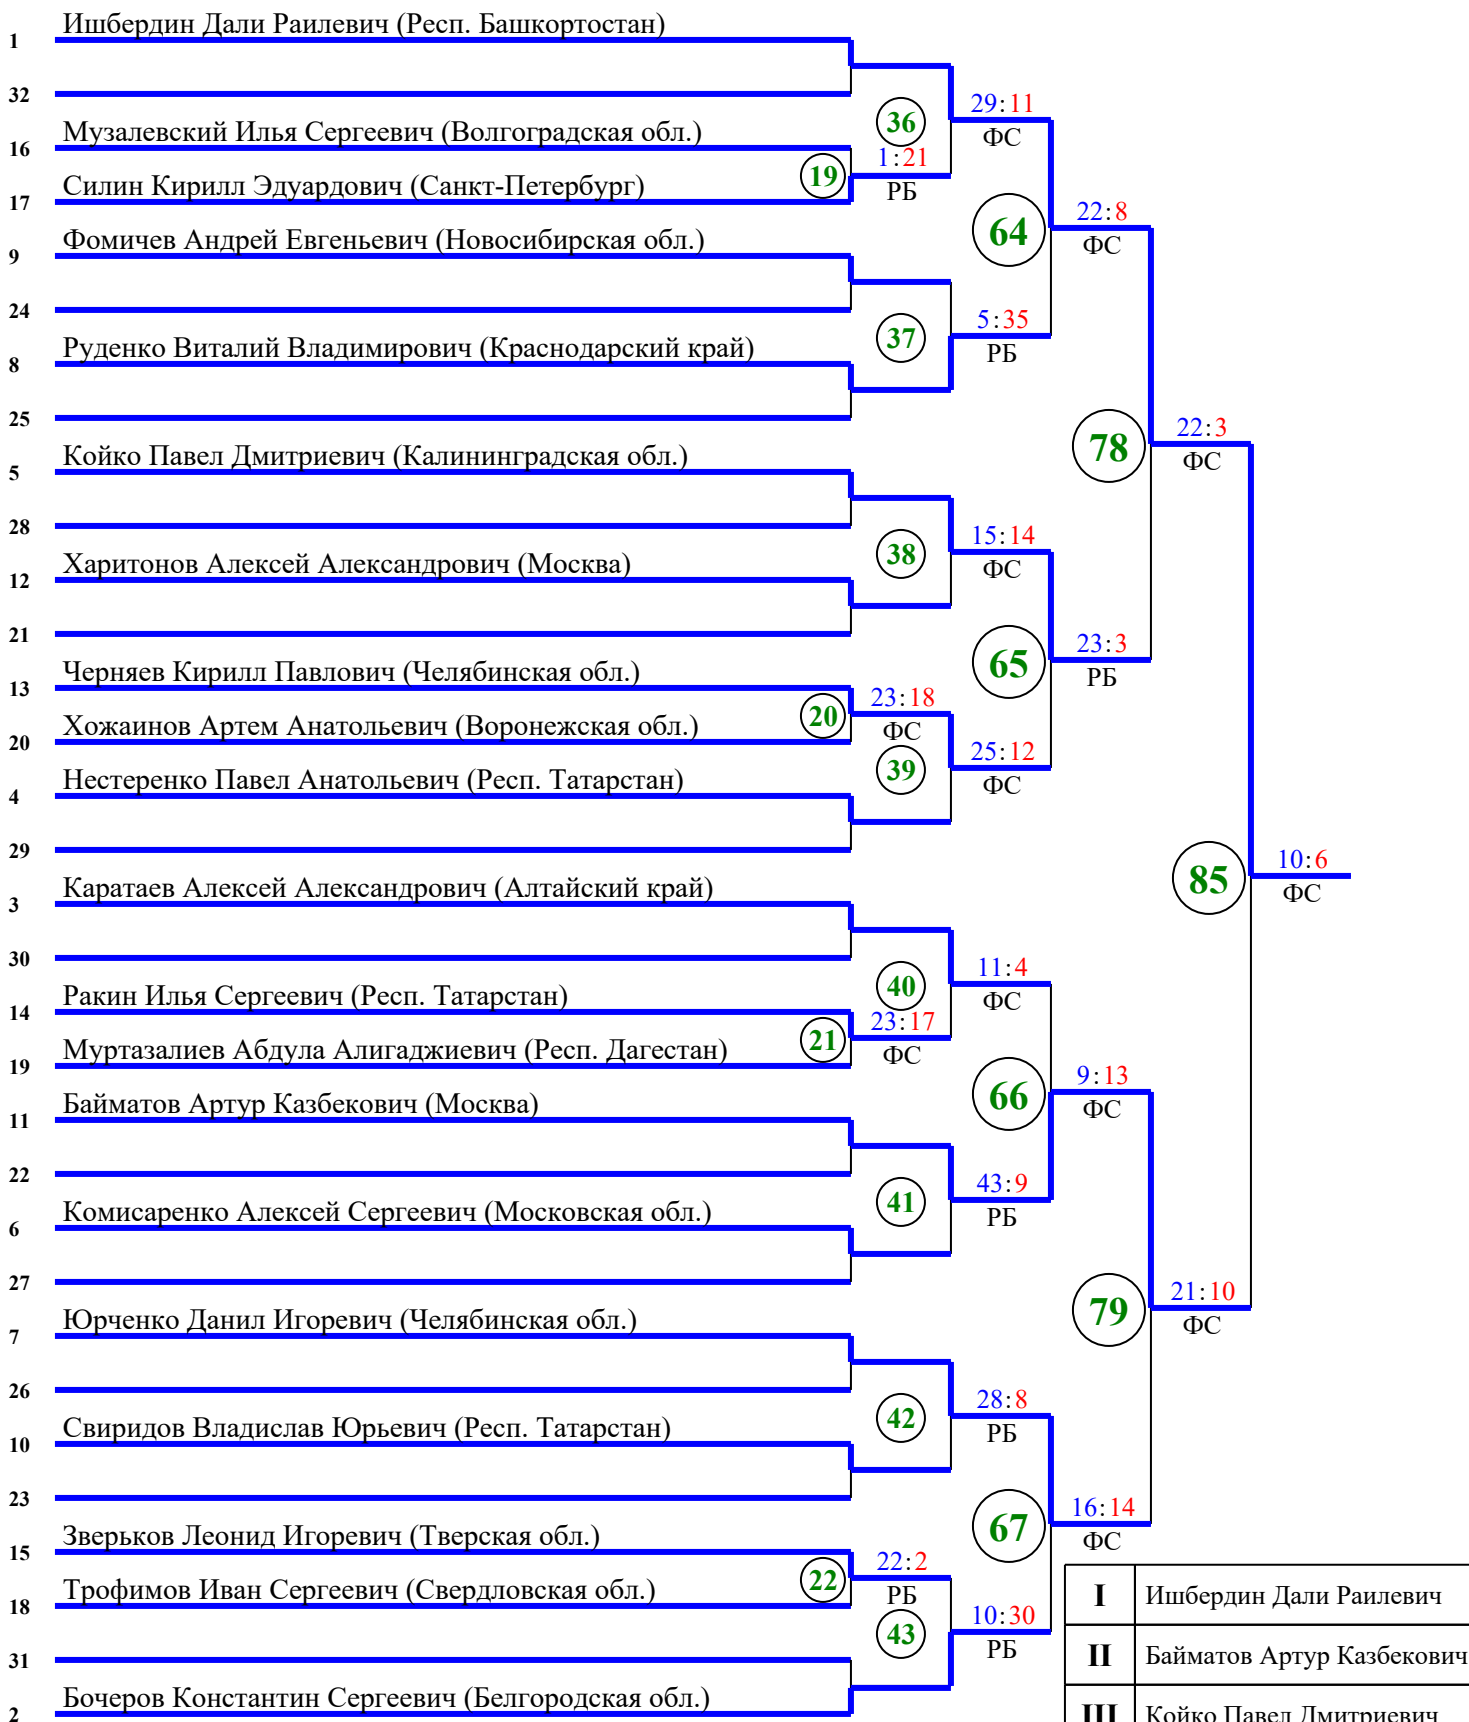 Ишбердин Дали Раилевич (Респ. Башкортостан)
1
32
29:11
ФС
36
Музалевский Илья Сергеевич (Волгоградская обл.)
16
1:21
РБ
19
Силин Кирилл Эдуардович (Санкт-Петербург)
17
64
22:8
ФС
Фомичев Андрей Евгеньевич (Новосибирская обл.)
9
24
37
5:35
РБ
Руденко Виталий Владимирович (Краснодарский край)
8
25
78
22:3
ФС
Койко Павел Дмитриевич (Калининградская обл.)
5
28
38
15:14
ФС
Харитонов Алексей Александрович (Москва)
12
21
65
23:3
РБ
Черняев Кирилл Павлович (Челябинская обл.)
13
20
23:18
ФС
Хожаинов Артем Анатольевич (Воронежская обл.)
20
39
25:12
ФС
Нестеренко Павел Анатольевич (Респ. Татарстан)
4
29
85
10:6
ФС
Каратаев Алексей Александрович (Алтайский край)
3
30
40
11:4
ФС
Ракин Илья Сергеевич (Респ. Татарстан)
14
21
23:17
ФС
Муртазалиев Абдула Алигаджиевич (Респ. Дагестан)
19
66
9:13
ФС
Байматов Артур Казбекович (Москва)
11
22
41
43:9
РБ
Комисаренко Алексей Сергеевич (Московская обл.)
6
27
79
21:10
ФС
Юрченко Данил Игоревич (Челябинская обл.)
7
26
42
28:8
РБ
Свиридов Владислав Юрьевич (Респ. Татарстан)
10
23
67
16:14
ФС
Зверьков Леонид Игоревич (Тверская обл.)
15
22
22:2
РБ
Трофимов Иван Сергеевич (Свердловская обл.)
18
43
10:30
РБ
31
Бочеров Константин Сергеевич (Белгородская обл.)
2
I Ишбердин Дали Раилевич
II Байматов Артур Казбекович
III Койко Павел Дмитриевич